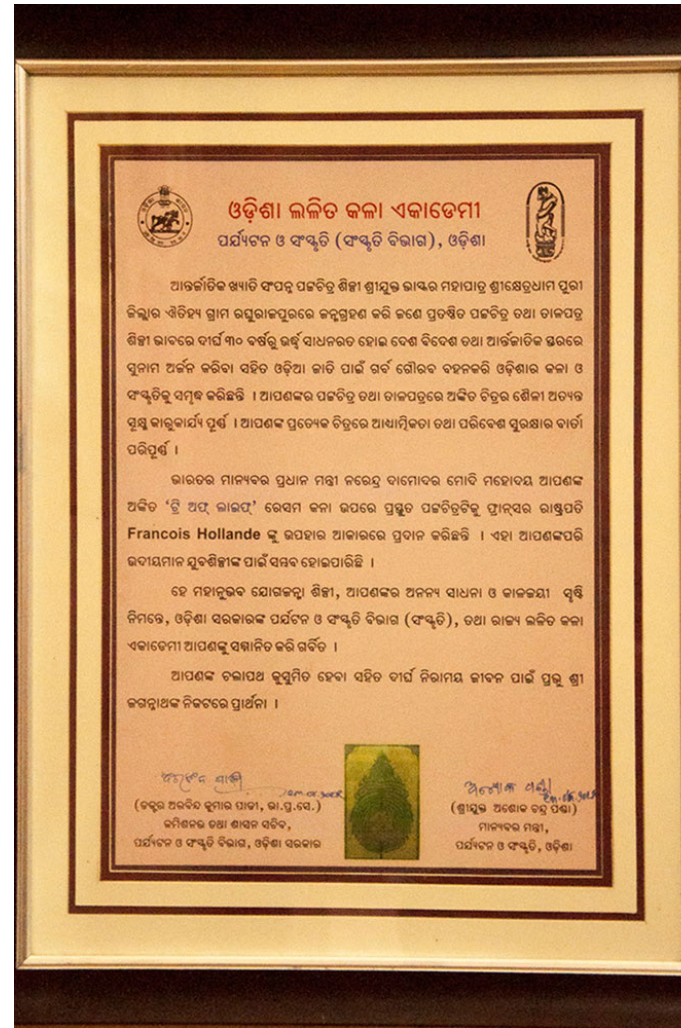 ଓଡ଼ିଶା ଲଳିତ କଳା ଏକାଡେମୀ
ପର୍ଯ୍ୟଟନ ଓ ସଂସ୍କୃତି (ସଂସ୍କୃତି ବିଭାଗ), ଓଡ଼ିଶା
ଆନ୍ତର୍ଜାତିକ ଖ୍ୟାତି ସଂପନ୍ନ ପଟ୍ଟଚିତ୍ର ଶିଳ୍ପୀ ଶ୍ରୀଯୁକ୍ତ ଭାସ୍କର ମହାପାତ୍ର ଶ୍ରୀକ୍ଷେତ୍ରଧାମ ପୁରୀ
ଜିଲ୍ଲାର ଐତିହ୍ୟ ଗ୍ରାମ ରଘୁରାଜପୁରରେ ଜନ୍ମଗ୍ରହଣ କରି ଜଣେ ପ୍ରତଷ୍ଠିତ ପଟ୍ଟଚିତ୍ର ତଥା ତାଳପତ୍ର
ଶିଳ୍ପୀ ଭାବରେ ଦୀର୍ଘ ୩୦ ବର୍ଷରୁ ଉର୍ଦ୍ଧ୍ବ ସାଧନରତ ହୋଇ ଦେଶ ବିଦେଶ ତଥା ଆର୍ନ୍ତଜାତିକ ସ୍ତରରେ
ସୁନାମ ଅର୍ଜନ କରିବା ସହିତ ଓଡ଼ିଆ ଜାତି ପାଇଁ ଗର୍ବ ଗୌରବ ବହନକରି ଓଡ଼ିଶାର କଳା ଓ
ସଂସ୍କୃତିକୁ ସମୃଦ୍ଧ କରିଛନ୍ତି । ଆପଣଙ୍କର ପଟ୍ଟଚିତ୍ର ତଥା ତାଳପତ୍ରରେ ଅଙ୍କିତ ଚିତ୍ରର ଶୈଳୀ ଅତ୍ୟନ୍ତ
ସୂକ୍ଷ୍ମ କାରୁକାର୍ଯ୍ୟ ପୂର୍ଣ୍ଣ । ଆପଣଙ୍କ ପ୍ରତ୍ୟେକ ଚିତ୍ରରେ ଆଧ୍ୟାତ୍ମିକତା ତଥା ପରିବେଶ ସୁରକ୍ଷାର ବାର୍ତା
ପରିପୂର୍ଣ୍ଣ ।
ଭାରତର ମାନ୍ୟବର ପ୍ରଧାନ ମନ୍ତ୍ରୀ ନରେନ୍ଦ୍ର ଦାମୋଦର ମୋଦି ମହୋଦୟ ଆପଣଙ୍କ
ଅଙ୍କିତ ‘ଟ୍ରି ଅଫ୍ ଲାଇଫ୍’ ରେସମ କନା ଉପରେ ପ୍ରସ୍ତୁତ ପଟ୍ଟଚିତ୍ରଟିକୁ ଫ୍ରାନ୍ସର ରାଷ୍ଟ୍ରପତି
Francois Hollande ଙ୍କୁ ଉପହାର ଆକାରରେ ପ୍ରଦାନ କରିଛନ୍ତି । ଏହା ଆପଣଙ୍କପରି
ଉଦୀୟମାନ ଯୁବଶିଳ୍ପୀଙ୍କ ପାଇଁ ସମ୍ଭବ ହୋଇପାରିଛି ।
ହେ ମହାନୁଭବ ଯୋଗଜନ୍ମା ଶିଳ୍ପୀ, ଆପଣଙ୍କର ଅନନ୍ୟ ସାଧନା ଓ କାଳଜୟୀ ସୃଷ୍ଟି
ନିମନ୍ତେ, ଓଡ଼ିଶା ସରକାରଙ୍କ ପର୍ଯଟନ ଓ ସଂସ୍କୃତି ବିଭାଗ (ସଂସ୍କୃତି), ତଥା ରାଜ୍ୟ ଲଳିତ କଳା
ଏକାଡେମୀ ଆପଣଙ୍କୁ ସମ୍ମାନିତ କରି ଗର୍ବିତ ।
ଆପଣଙ୍କ ଚଲାପଥ କୁସୁମିତ ହେବା ସହିତ ଦୀର୍ଘ ନିରାମୟ ଜୀବନ ପାଇଁ ପ୍ରଭୁ ଶ୍ରୀ
ଜଗନ୍ନାଥଙ୍କ ନିକଟରେ ପ୍ରାର୍ଥନା ।
(ଡକ୍ଟର ଅରବିନ୍ଦ କୁମାର ପାଢୀ, ଭା.ପ୍ର.ସେ.)
କମିଶନର ତଥା ଶାସନ ସଚିବ,
ପର୍ଯ୍ୟଟନ ଓ ସଂସ୍କୃତି ବିଭାଗ, ଓଡ଼ିଶା ସରକାର
(ଶ୍ରୀଯୁକ୍ତ ଅଶୋକ ଚନ୍ଦ୍ର ପଣ୍ଡା)
ମାନ୍ୟବର ମନ୍ତ୍ରୀ,
ପର୍ଯ୍ୟଟନ ଓ ସଂସ୍କୃତି, ଓଡ଼ିଶା